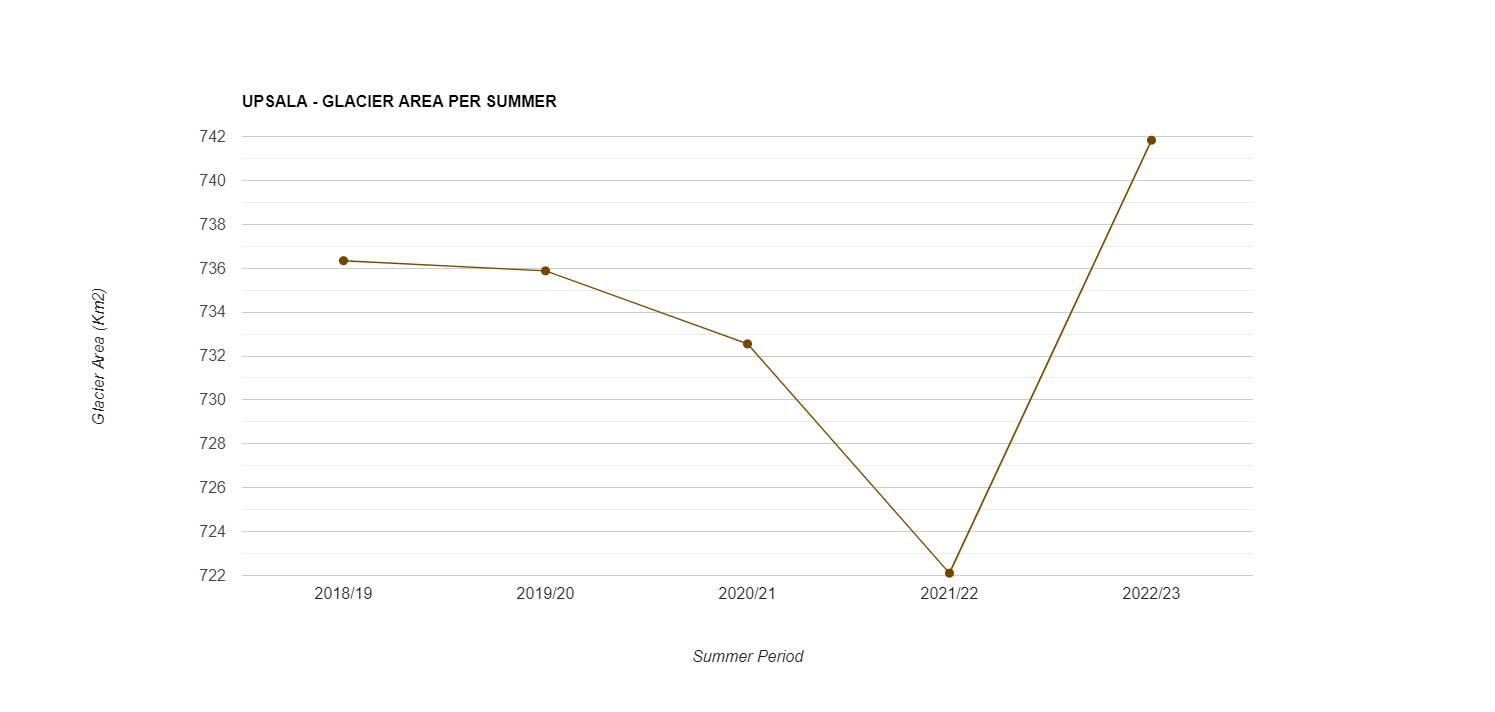 UPSALA - GLACIER AREA PER SUMMER
742
740
738
736
734
732
730
728
726
724
722
Glacier Area (Km2)
2018/19 2019/20 2020/21 2021/22 2022/23
Summer Period